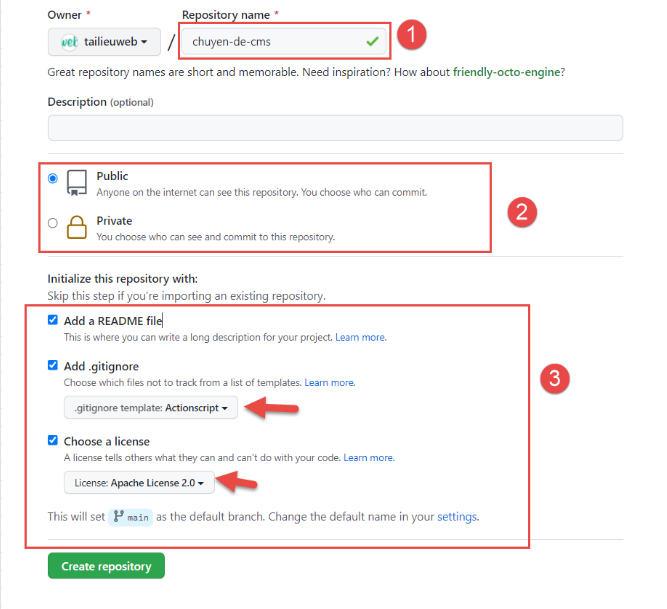 Owner * Repository name *
vet tailieuweb / chuyen-de-cms 1
Great repository names are short and memorable. Need inspiration? How about friendly-octo-engine?
Description (optional)
Public
Anyone on the internet can see this repository. You choose who can commit.
2
Private
You choose who can see and commit to this repository.
Initialize this repository with:
Skip this step if you're importing an existing repository.
Add a README file
This is where you can write a long description for your project. Learn more.
Add .gitignore
3
Choose which files not to track from a list of templates. Learn more.
.gitignore template: Actionscript
Choose a license
A license tells others what they can and can't do with your code. Learn more.
License: Apache License 2.0
This will set main as the default branch. Change the default name in your settings.
Create repository